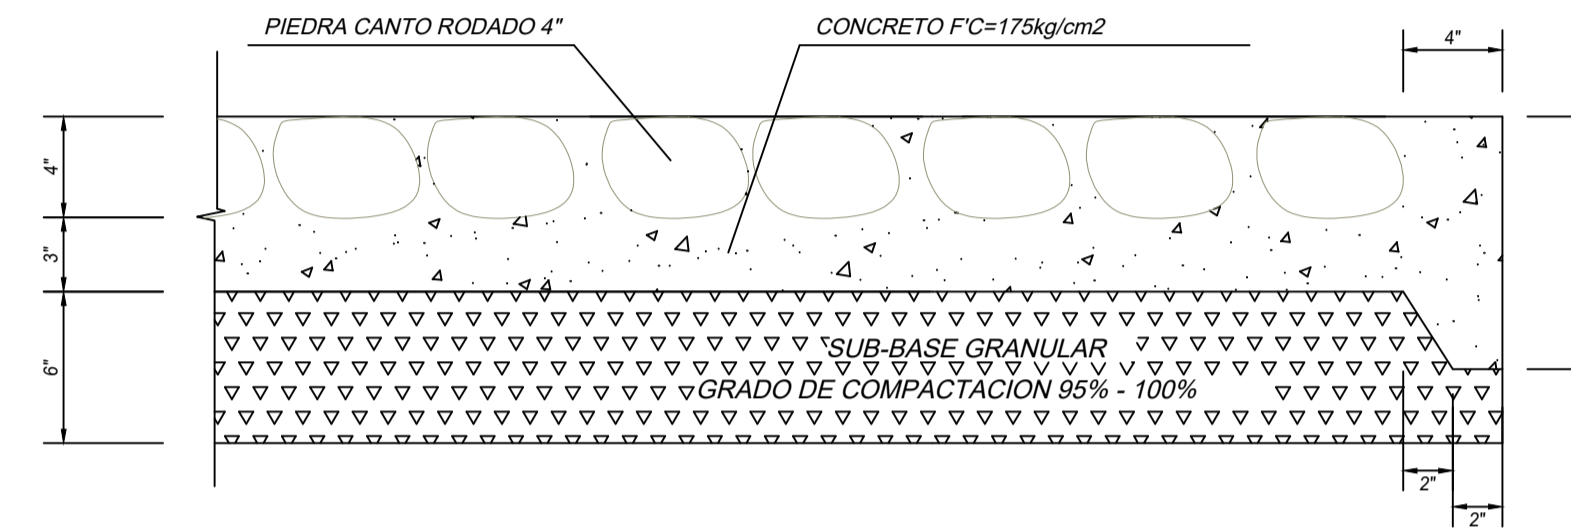 PIEDRA CANTO RODADO 4"
CONCRETO F'C=175kg/cm2
4"
4"
3"
6"
SUB-BASE GRANULAR
GRADO DE COMPACTACION 95% - 100%
2"
2"